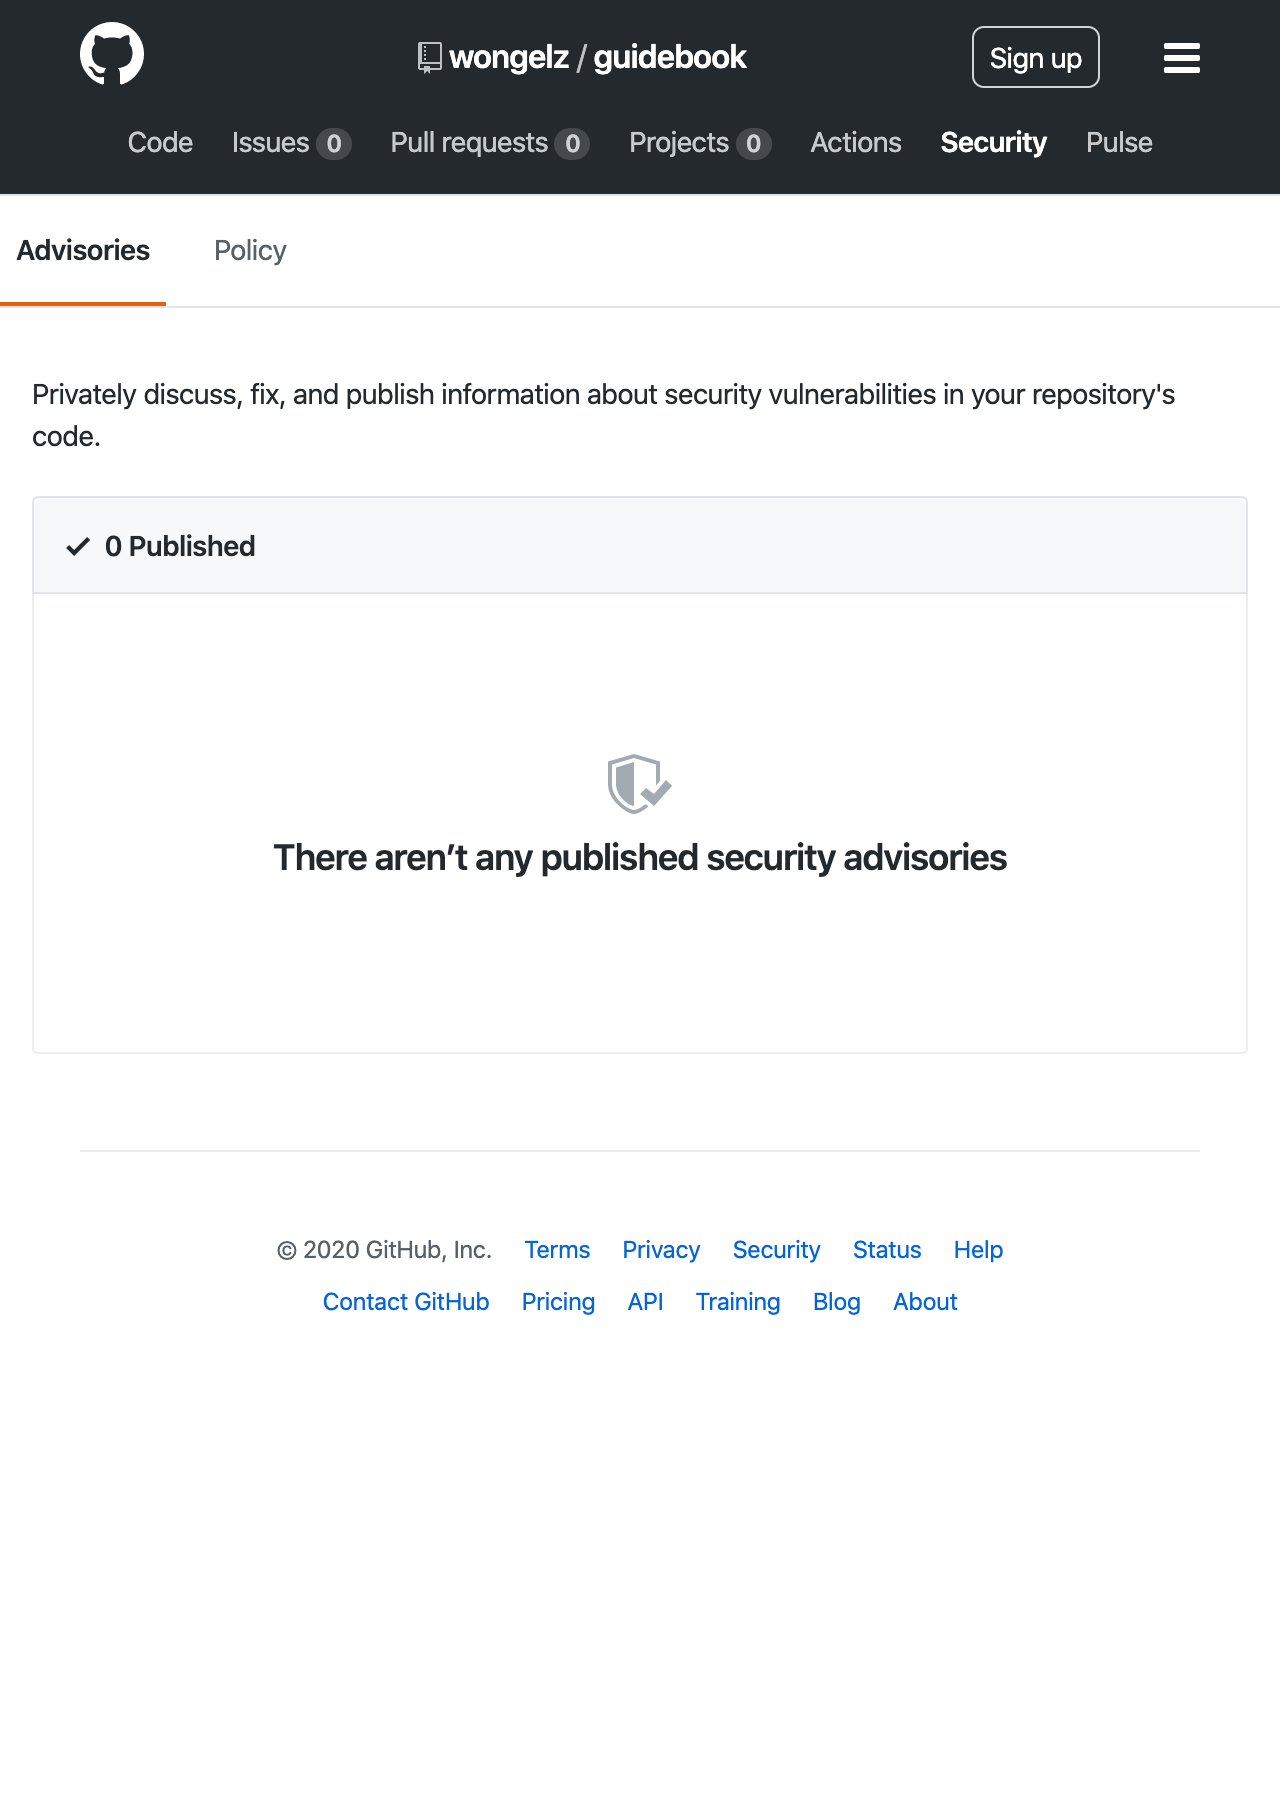 wongelz / guidebook
Sign up
Code Issues 0 Pull requests 0 Projects 0 Actions Security Pulse
Advisories Policy
Privately discuss, fix, and publish information about security vulnerabilities in your repository's
code.
0 Published
There aren’t any published security advisories
© 2020 GitHub, Inc. Terms Privacy Security Status Help
Contact GitHub Pricing API Training Blog About